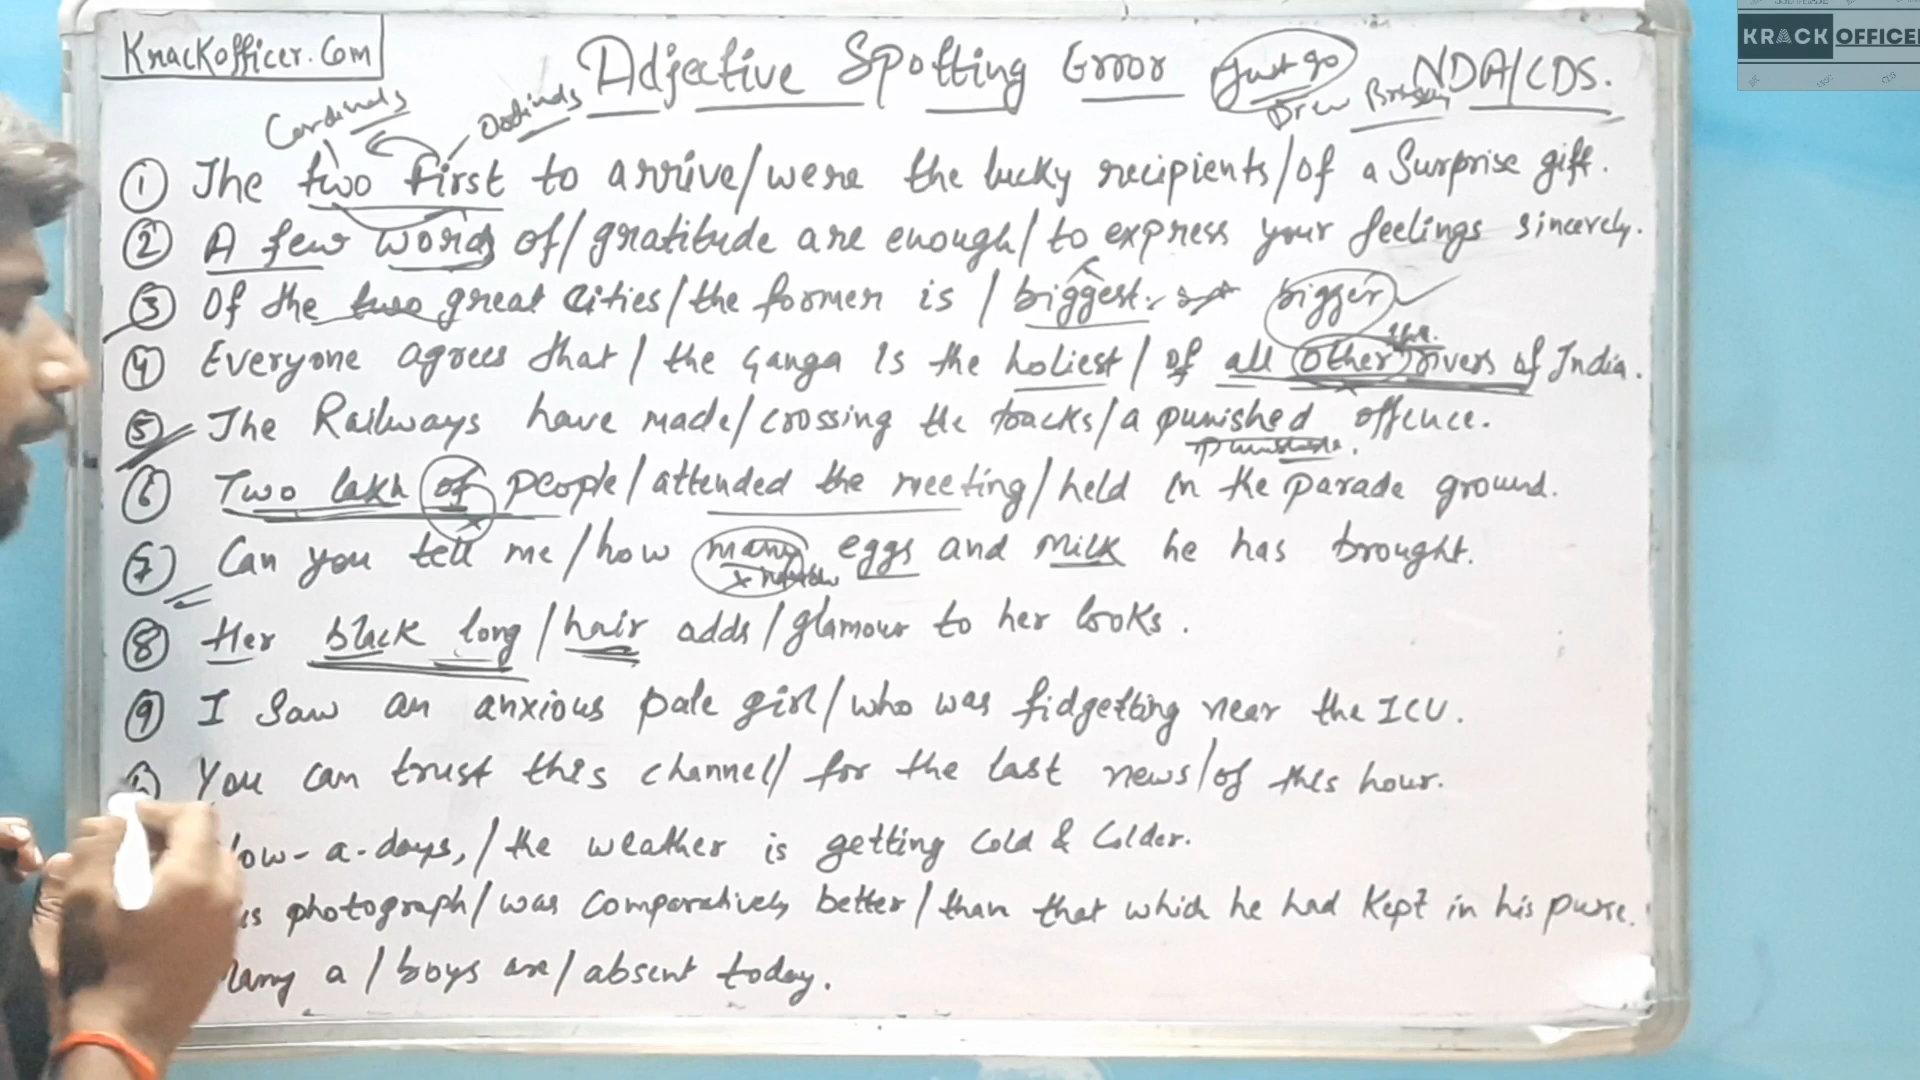 KRACK OFFICER
KnackOfficer.Com
Adjective Spotting Error Just go NDA/CDS.
Cardinals Ordinals Drew
① The two first to arrive/were the lucky recipients/of a Surprise gift.
② A few words of/gratitude are enough/to express your feelings sincerely.
③ Of the two great Cities/the former is/biggest. bigger
④ Everyone agrees that/the Ganga is the holiest/of all other rivers of India.
the
⑤ The Railways have made/crossing the tracks/a punished offence.
⑥ Two lakh of people/attended the meeting/held in the parade ground.
⑦ Can you tell me/how many eggs and Milk he has brought.
⑧ Her black long/hair adds/glamour to her looks.
⑨ I Saw an anxious pale girl/who was fidgetting near the ICU.
You can trust this channel/for the last news/of this hour.
ow-a-days,/the weather is getting Cold & Colder.
is photograph/was Comparatively better/than that which he had Kept in his purse.
any a/boys are/absent today.